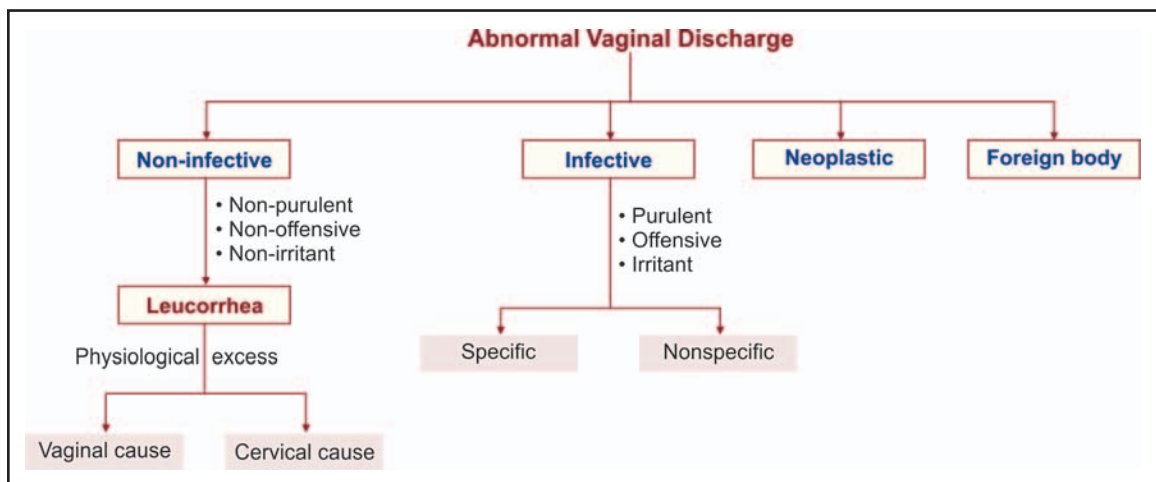 Abnormal Vaginal Discharge
Non-infective
Infective
Neoplastic
Foreign body
• Non-purulent
• Non-offensive
• Non-irritant
• Purulent
• Offensive
• Irritant
Leucorrhea
Physiological excess
Specific
Nonspecific
Vaginal cause
Cervical cause